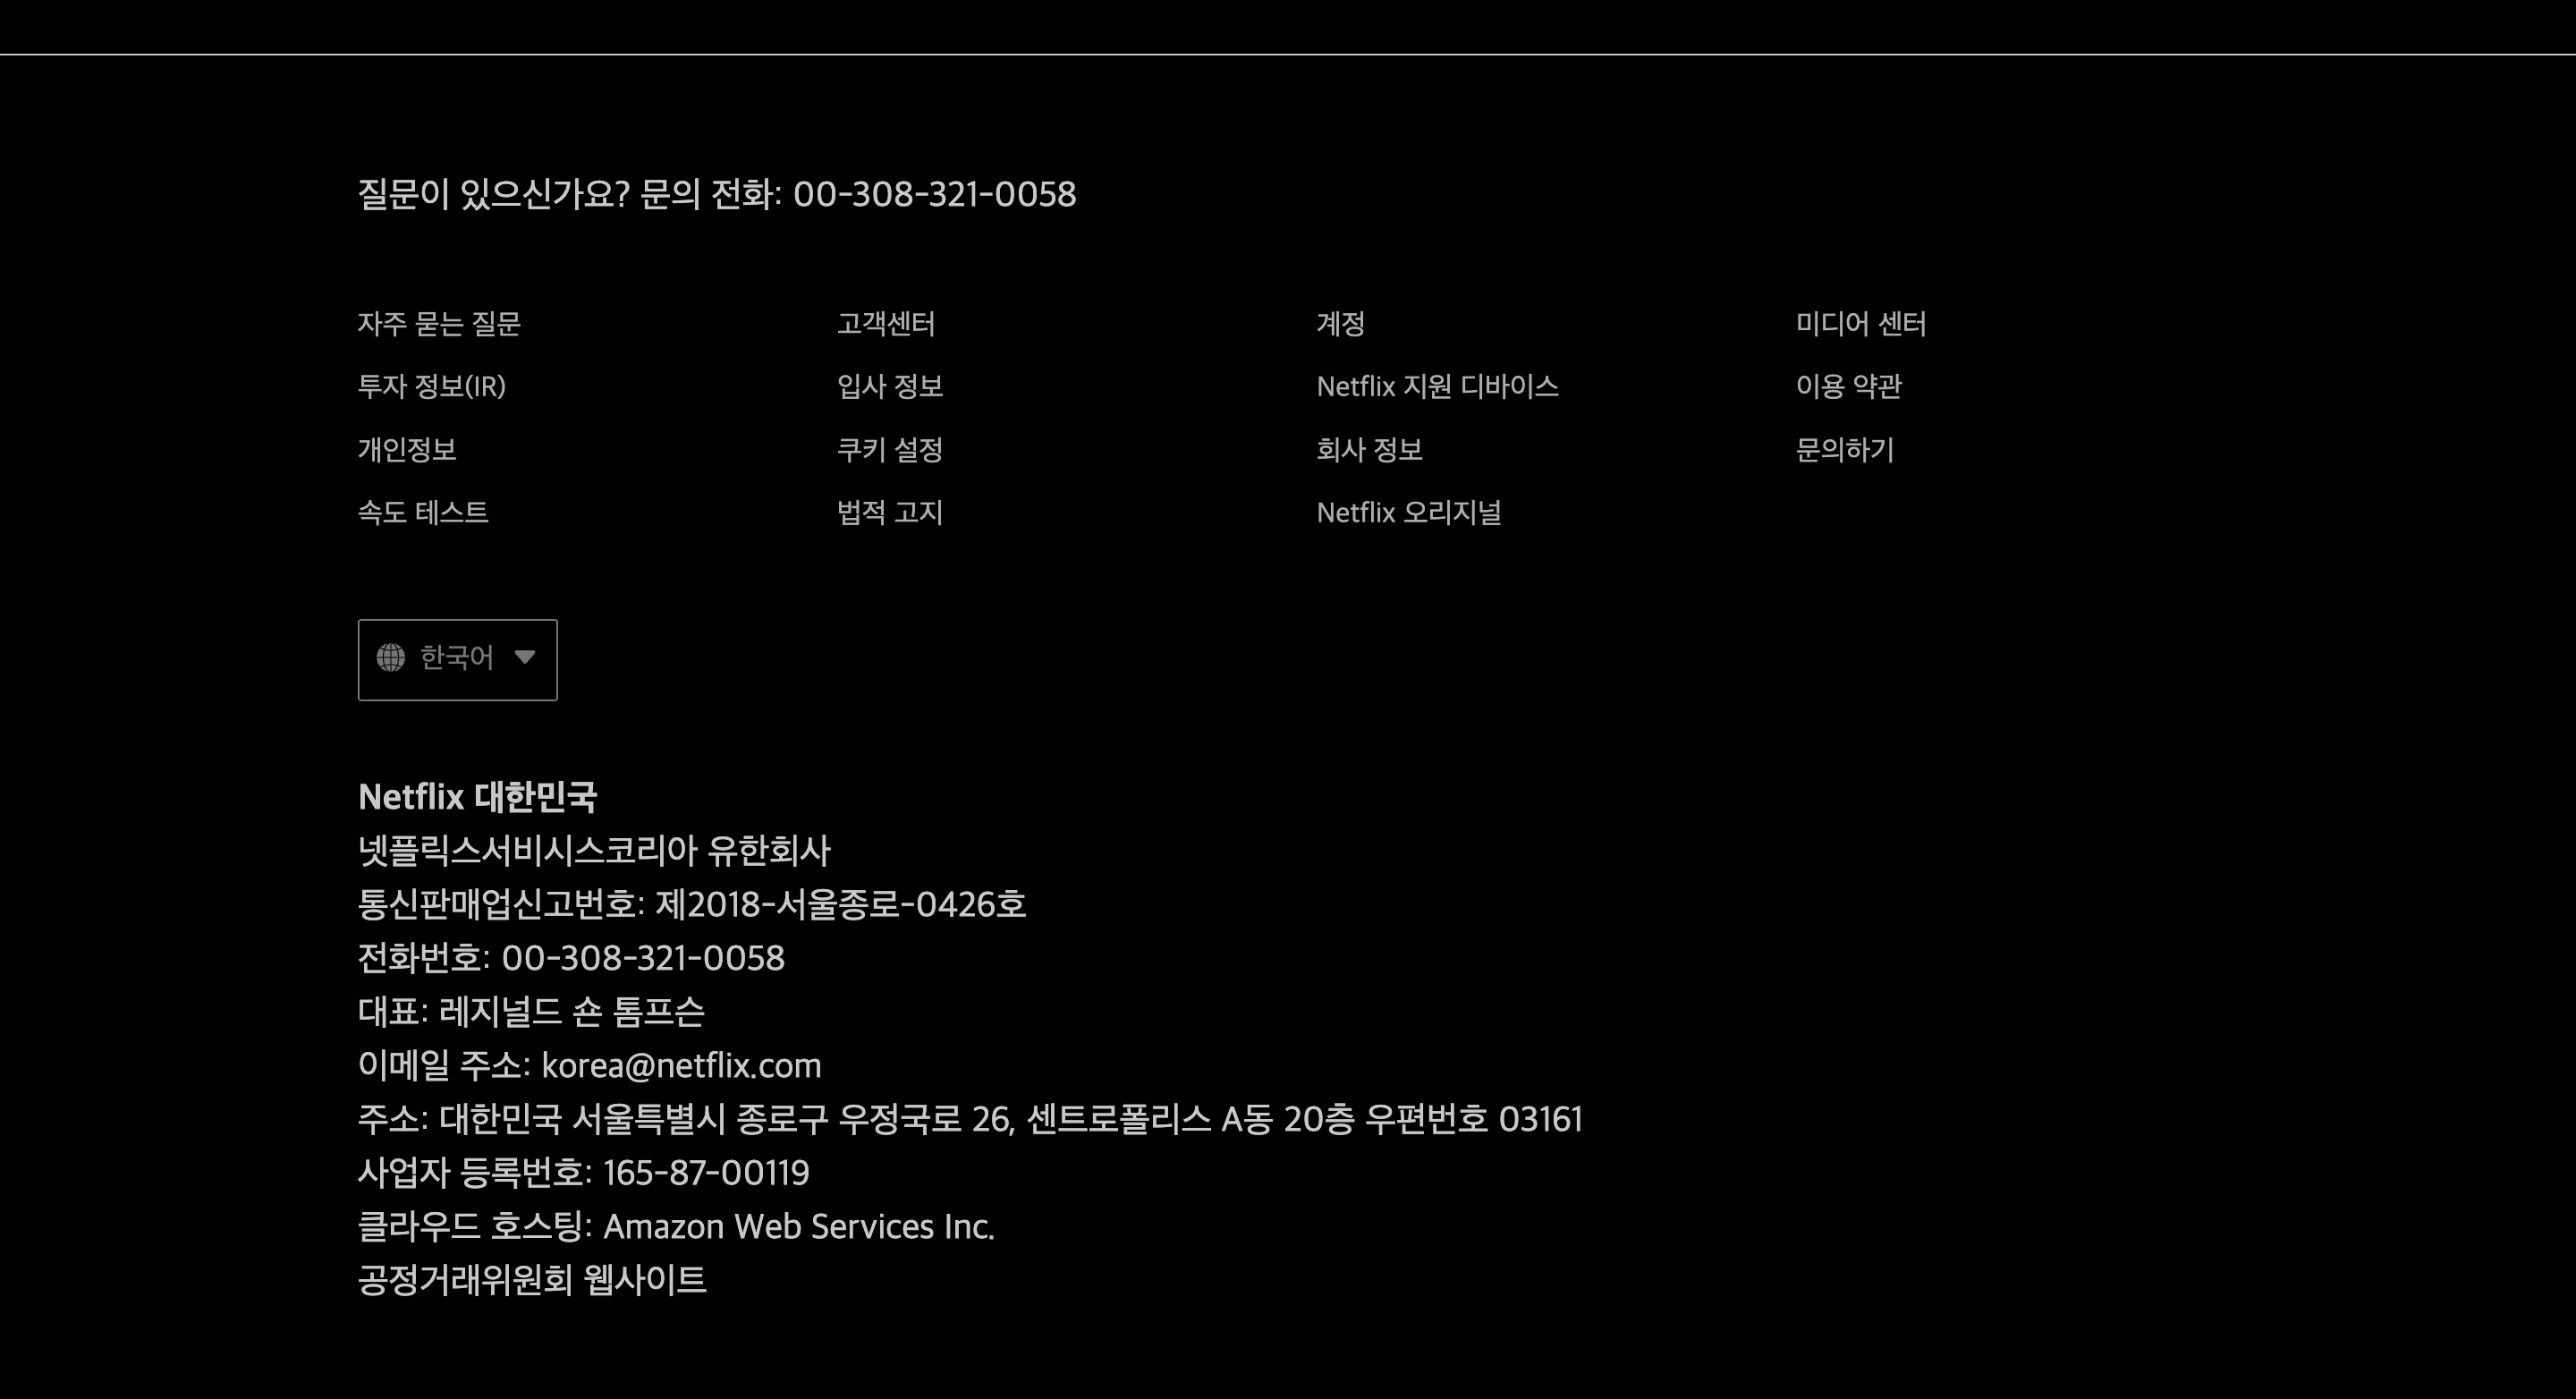 질문이 있으신가요? 문의 전화: 00-308-321-0058
자주 묻는 질문
고객센터
계정
미디어 센터
투자 정보(IR)
입사 정보
Netflix 지원 디바이스
이용 약관
개인정보
쿠키 설정
회사 정보
문의하기
속도 테스트
법적 고지
Netflix 오리지널
한국어
Netflix 대한민국
넷플릭스서비시스코리아 유한회사
통신판매업신고번호: 제2018-서울종로-0426호
전화번호: 00-308-321-0058
대표: 레지널드 숀 톰프슨
이메일 주소: korea@netflix.com
주소: 대한민국 서울특별시 종로구 우정국로 26, 센트로폴리스 A동 20층 우편번호 03161
사업자 등록번호: 165-87-00119
클라우드 호스팅: Amazon Web Services Inc.
공정거래위원회 웹사이트